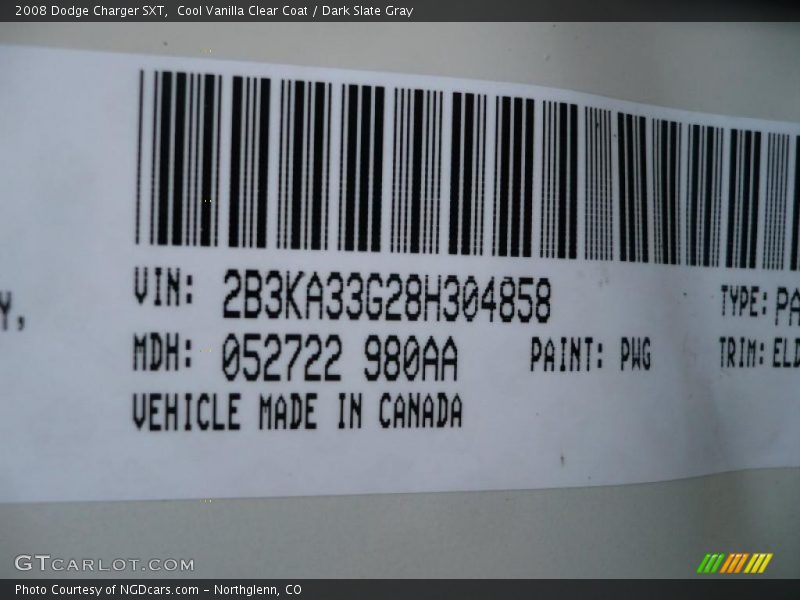 2008 Dodge Charger SXT,  Cool Vanilla Clear Coat / Dark Slate Gray
VIN: 2B3KA33G28H304858
TYPE: PA
Y,
MDH: 052722 980AA
PAINT: PWG
TRIM: ELD
VEHICLE MADE IN CANADA
GTCARLOT.COM
Photo Courtesy of NGDcars.com – Northglenn, CO